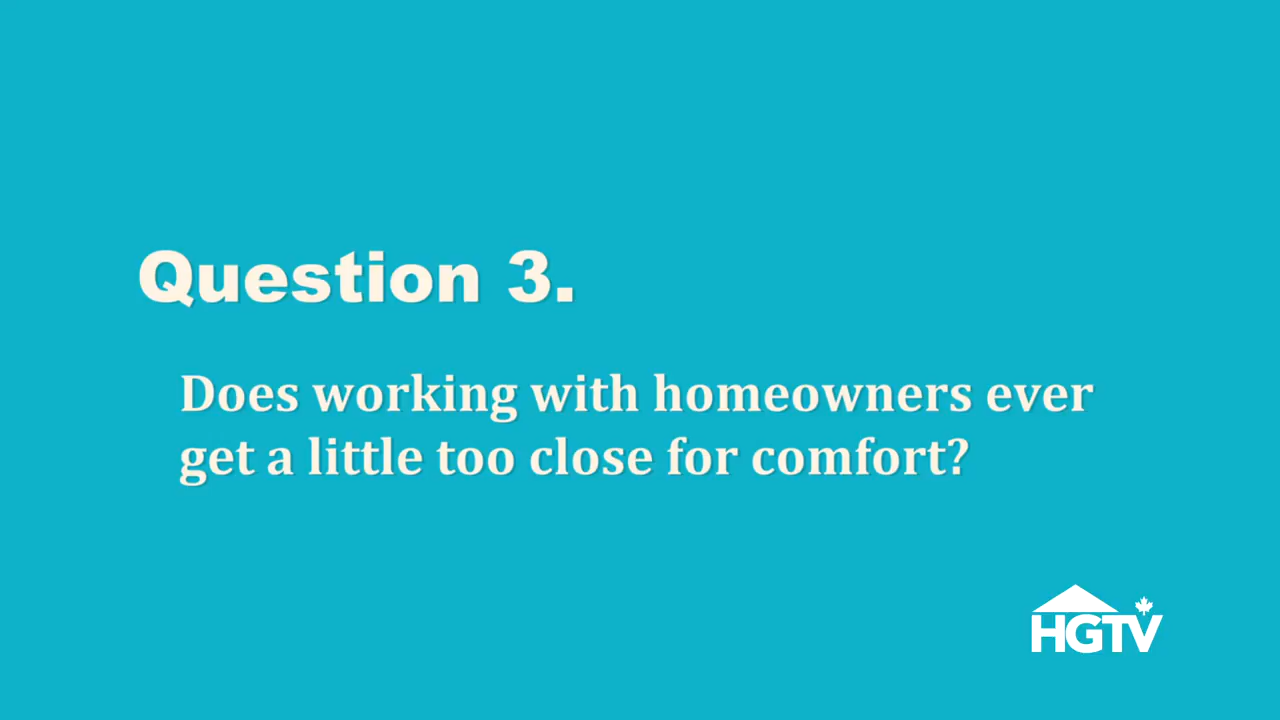 Question 3.
Does working with homeowners ever
get a little too close for comfort?
HGTV